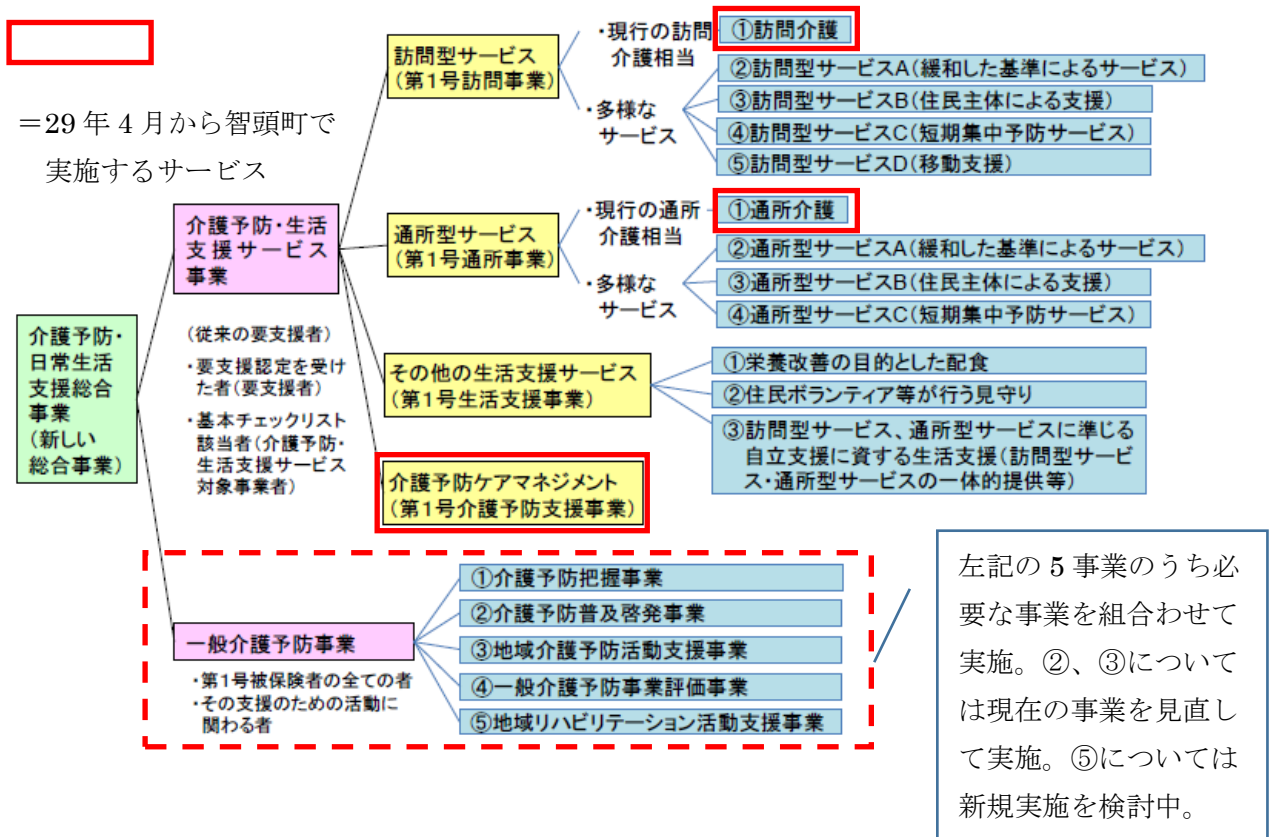 ＝29年4月から智頭町で
実施するサービス
介護予防・
日常生活
支援総合
事業
(新しい
総合事業)
介護予防・生活
支援サービス
事業
(従来の要支援者)
・要支援認定を受け
た者(要支援者)
・基本チェックリスト
該当者(介護予防・
生活支援サービス
対象事業者)
訪問型サービス
(第1号訪問事業)
・現行の訪問
介護相当
①訪問介護
・多様な
サービス
②訪問型サービスA(緩和した基準によるサービス)
③訪問型サービスB(住民主体による支援)
④訪問型サービスC(短期集中予防サービス)
⑤訪問型サービスD(移動支援)
通所型サービス
(第1号通所事業)
・現行の通所
介護相当
①通所介護
・多様な
サービス
②通所型サービスA(緩和した基準によるサービス)
③通所型サービスB(住民主体による支援)
④通所型サービスC(短期集中予防サービス)
その他の生活支援サービス
(第1号生活支援事業)
①栄養改善の目的とした配食
②住民ボランティア等が行う見守り
③訪問型サービス、通所型サービスに準じる
自立支援に資する生活支援(訪問型サービ
ス・通所型サービスの一体的提供等)
介護予防ケアマネジメント
(第1号介護予防支援事業)
一般介護予防事業
・第1号被保険者の全ての者
・その支援のための活動に
関わる者
①介護予防把握事業
②介護予防普及啓発事業
③地域介護予防活動支援事業
④一般介護予防事業評価事業
⑤地域リハビリテーション活動支援事業
左記の5事業のうち必
要な事業を組合わせて
実施。②、③について
は現在の事業を見直し
て実施。⑤については
新規実施を検討中。